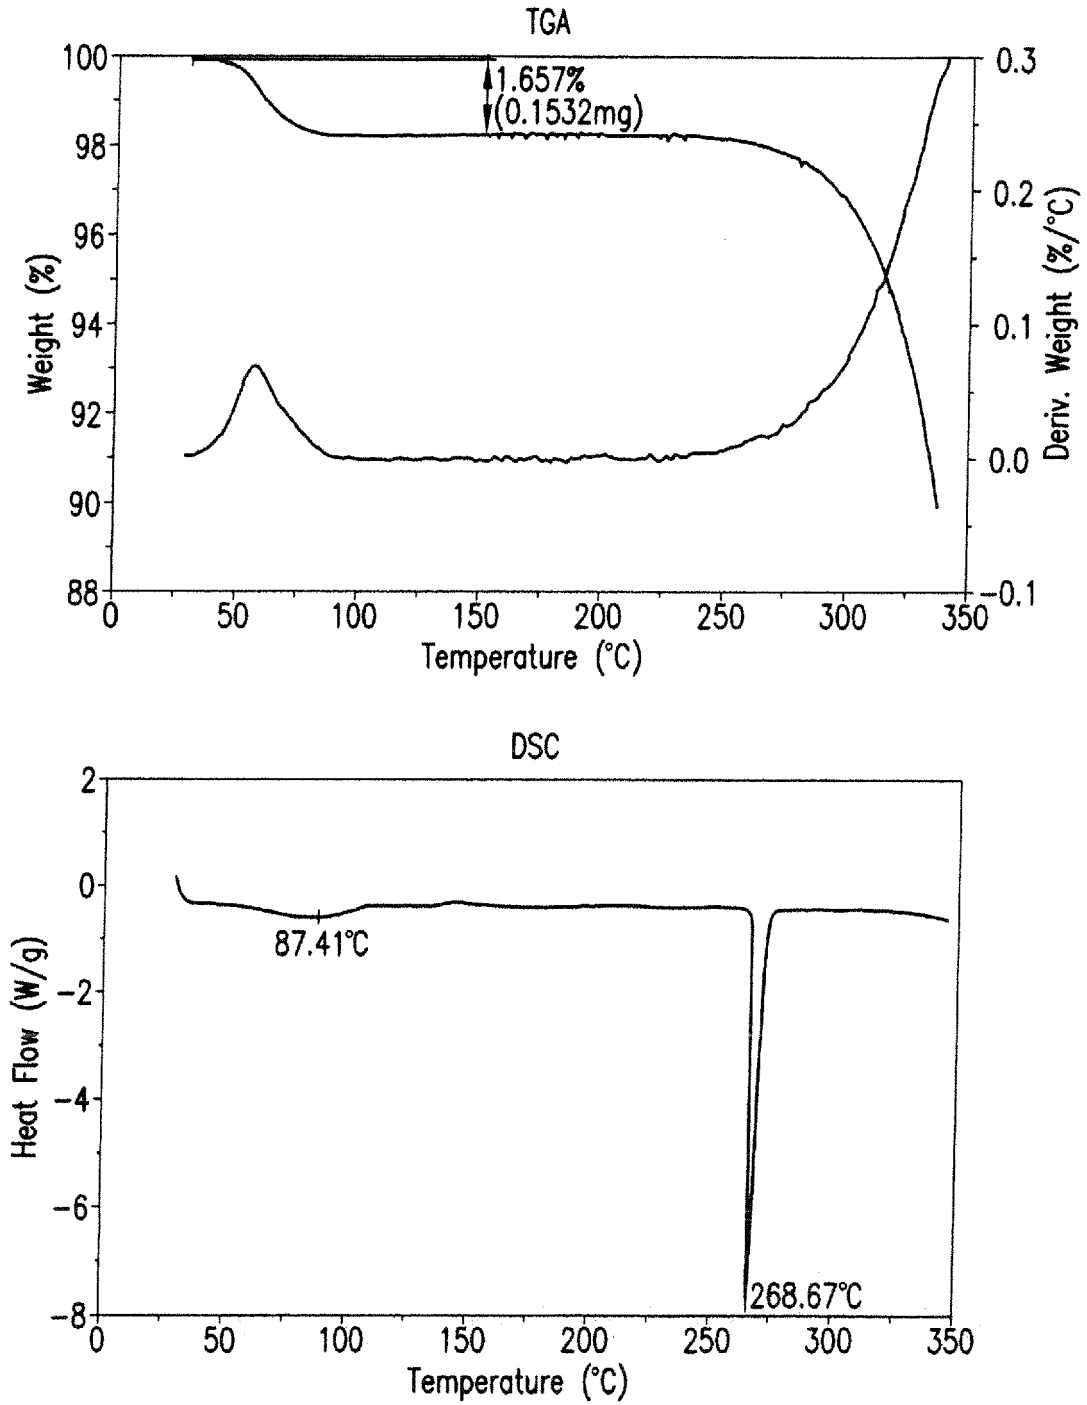 TGA
100
98
96
94
92
90
88
Weight (%)
1.657%
(0.1532mg)
0.3
0.2
0.1
0.0
-0.1
Deriv. Weight (%/°C)
0 50 100 150 200 250 300 350
Temperature (°C)
DSC
2
0
-2
-4
-6
-8
Heat Flow (W/g)
87.41°C
268.67°C
0 50 100 150 200 250 300 350
Temperature (°C)